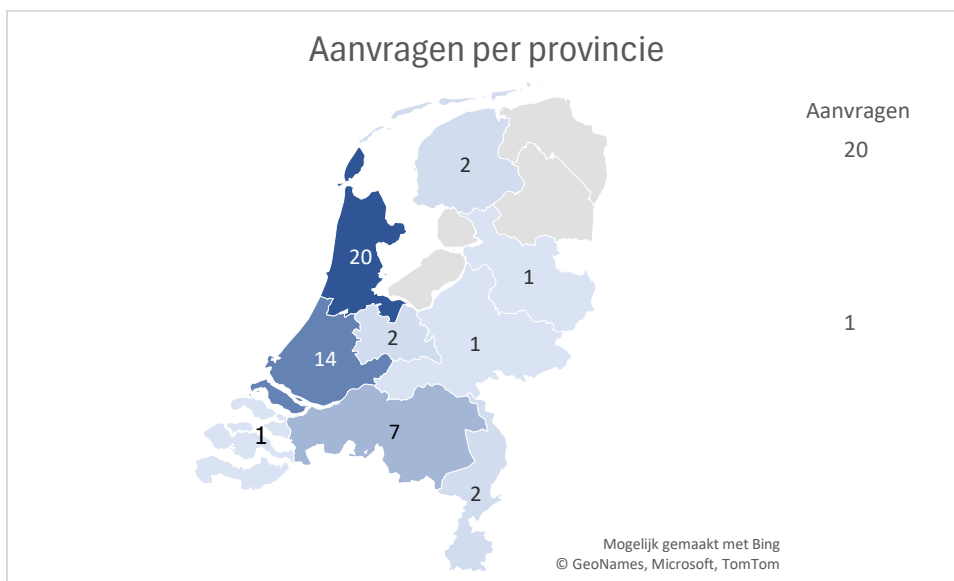 Aanvragen per provincie
Aanvragen
20
1
2
20
1
2
1
14
1
7
2
Mogelijk gemaakt met Bing
© GeoNames, Microsoft, TomTom